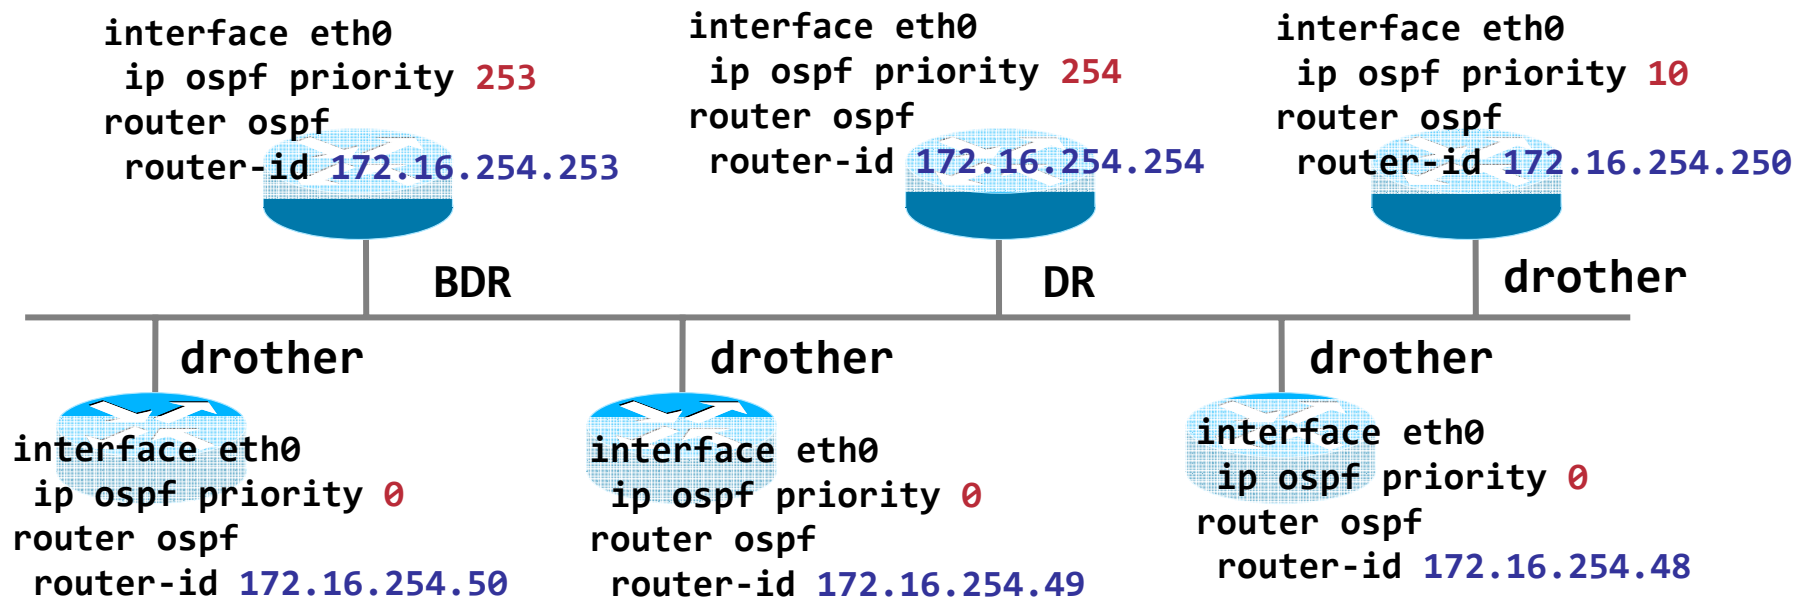 interface eth0
ip ospf priority 253
router ospf
router-id 172.16.254.253
interface eth0
ip ospf priority 254
router ospf
router-id 172.16.254.254
interface eth0
ip ospf priority 10
router ospf
router-id 172.16.254.250
BDR
DR
drother
drother
drother
drother
interface eth0
ip ospf priority 0
router ospf
router-id 172.16.254.50
interface eth0
ip ospf priority 0
router ospf
router-id 172.16.254.49
interface eth0
ip ospf priority 0
router ospf
router-id 172.16.254.48